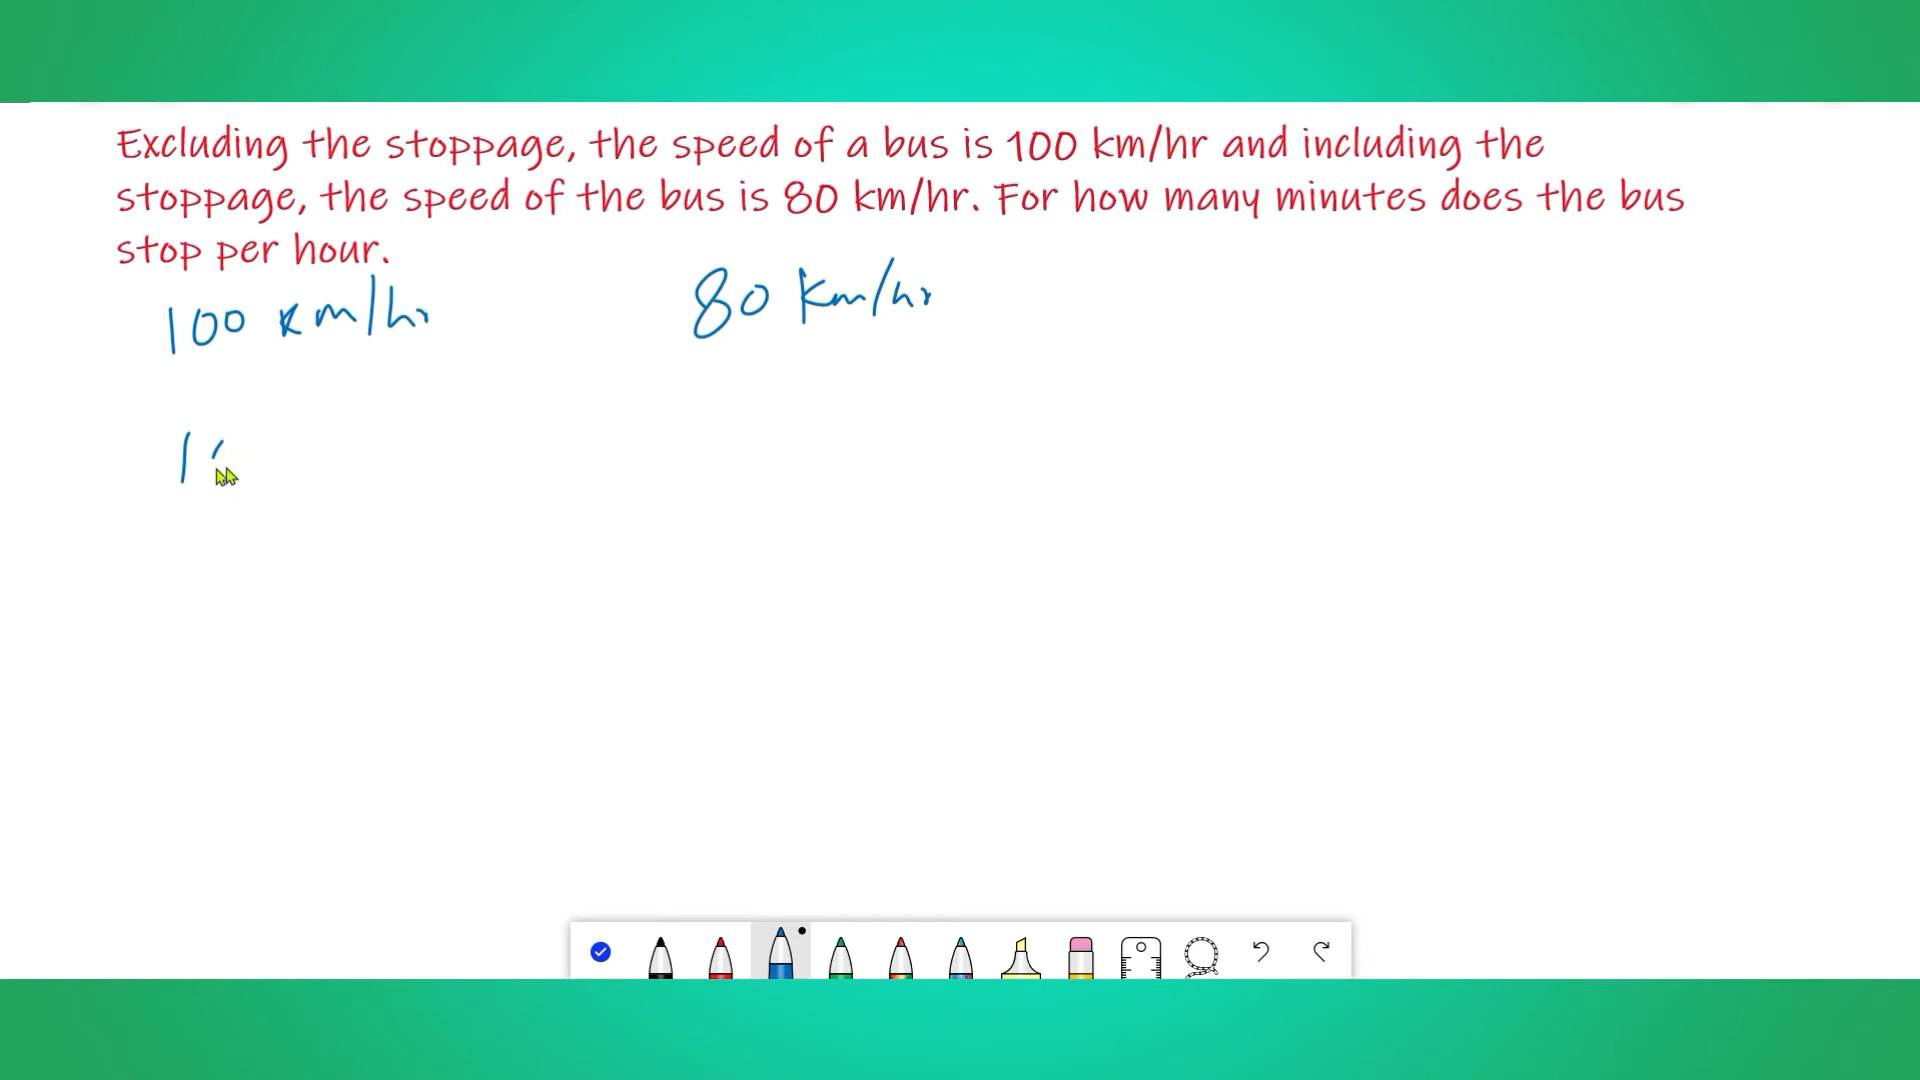 Excluding the stoppage, the speed of a bus is 100 km/hr and including the
stoppage, the speed of the bus is 80 km/hr. For how many minutes does the bus
stop per hour.
100 km/hr 80 km/hr
1